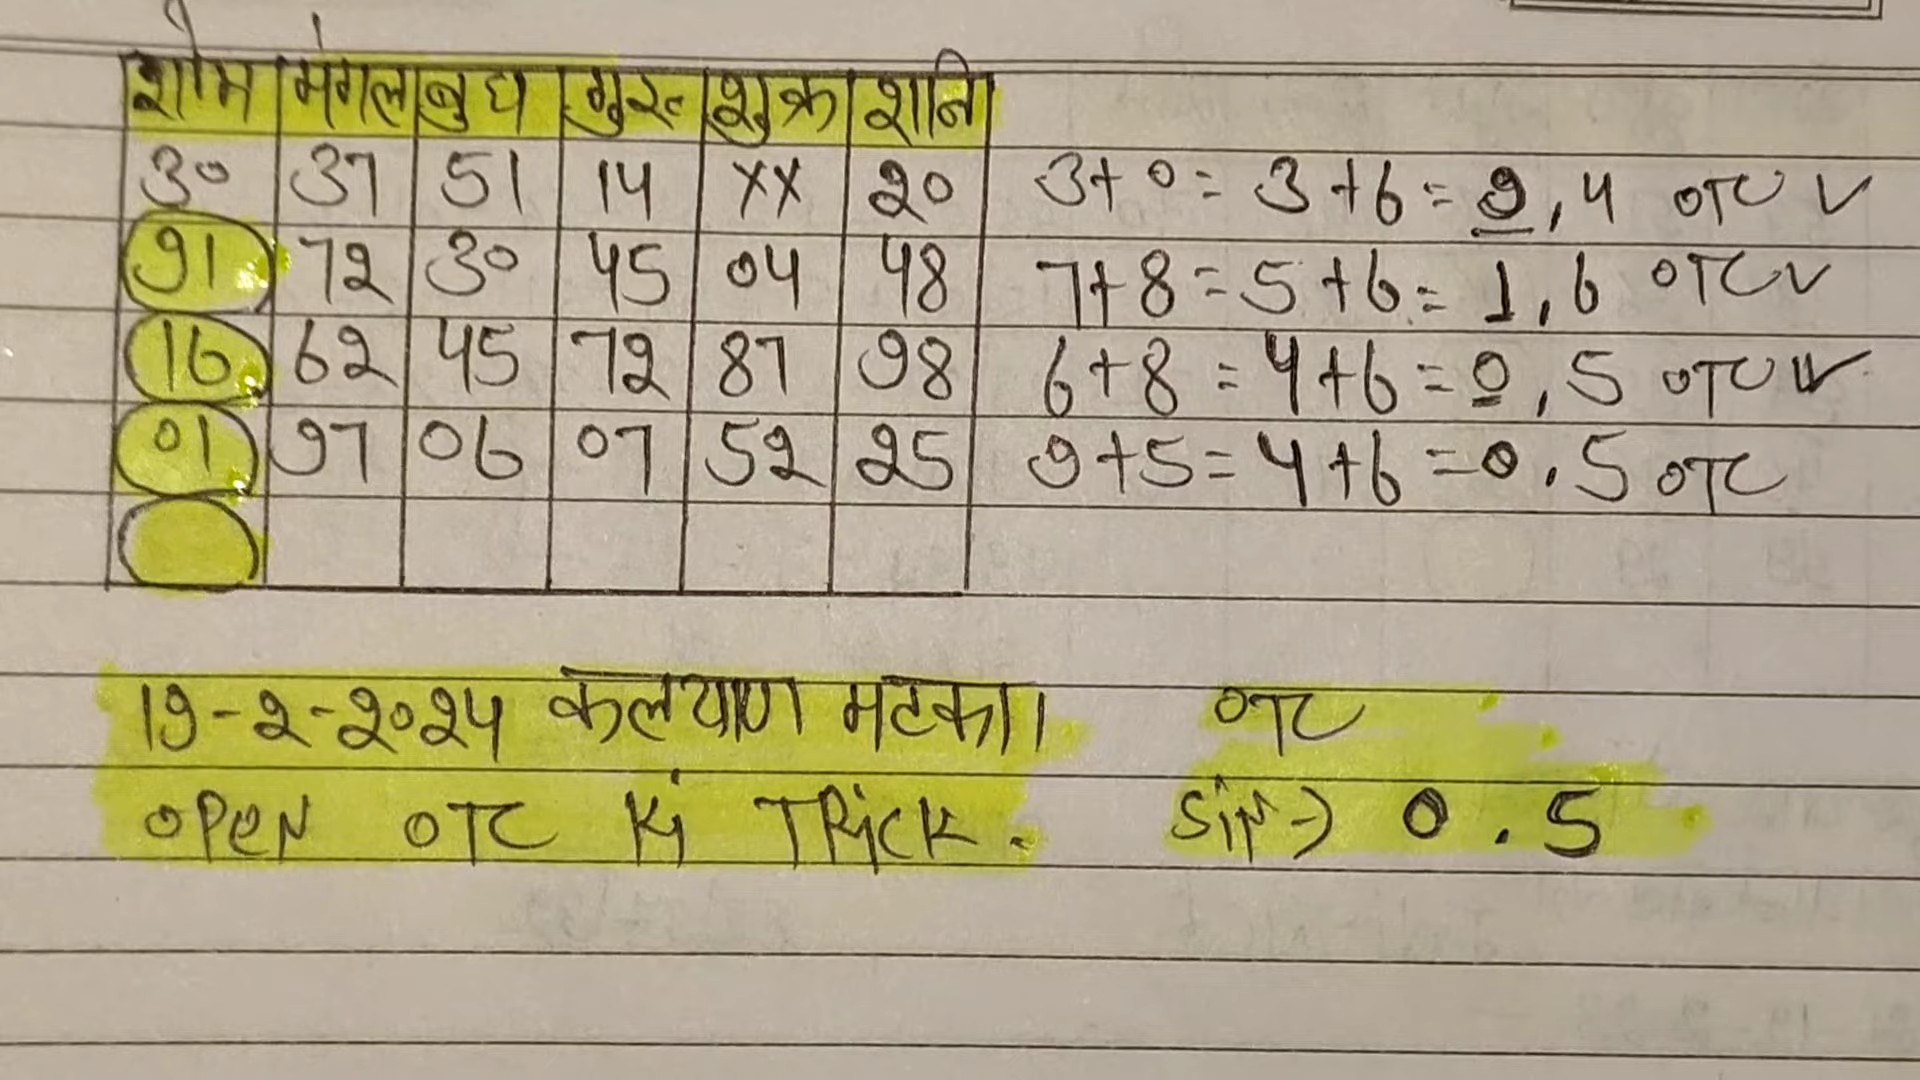 शोम मंगल बुध गुरु शुक्र शनि
30 37 51 14 XX 20 3+0=3+6=9,4 OTC ✓
91 72 30 45 04 48 7+8=5+6=1,6 OTC ✓
16 62 45 72 87 98 6+8=4+6=0,5 OTC ✓
01 97 06 07 52 25 9+5=4+6=0.5 OTC
19-2-2024 कल्याण मटका। OTC
OPEN OTC Ki TRiCK. 0.5